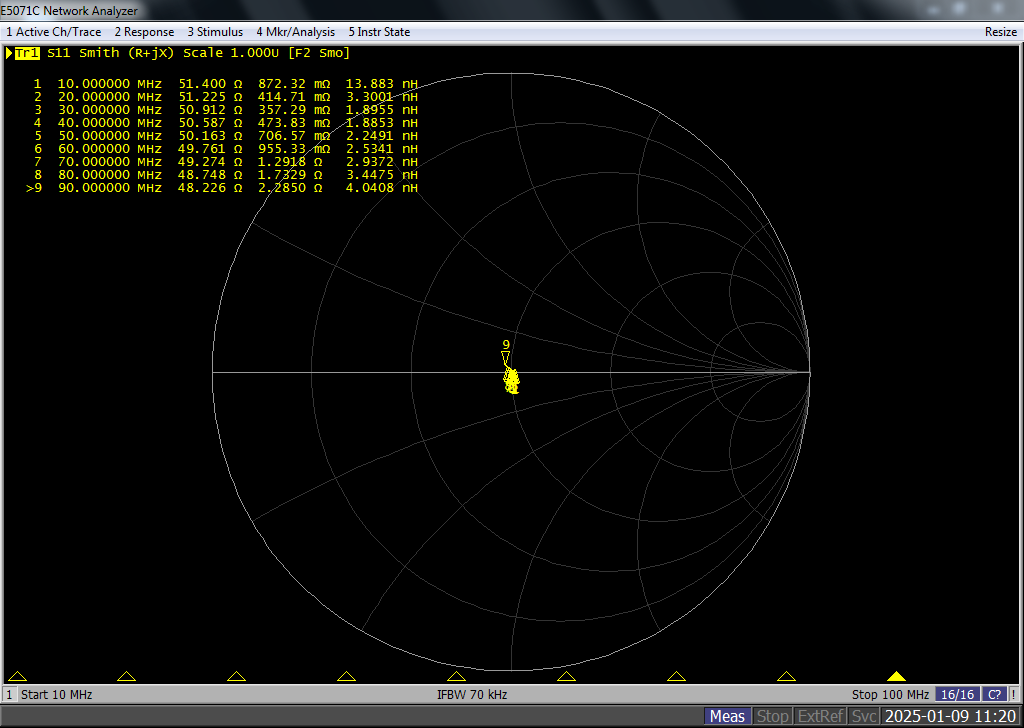 E5071C Network Analyzer
1 Active Ch/Trace 2 Response 3 Stimulus 4 Mkr/Analysis 5 Instr State Resize
Tr1 S11 Smith (R+jX) Scale 1.000U [F2 Smo]
1 10.000000 MHz 51.400 Ω 872.32 mΩ 13.883 nH
2 20.000000 MHz 51.225 Ω 414.71 mΩ 3.3001 nH
3 30.000000 MHz 50.912 Ω 357.29 mΩ 1.8955 nH
4 40.000000 MHz 50.587 Ω 473.83 mΩ 1.8853 nH
5 50.000000 MHz 50.163 Ω 706.57 mΩ 2.2491 nH
6 60.000000 MHz 49.761 Ω 955.33 mΩ 2.5341 nH
7 70.000000 MHz 49.274 Ω 1.2918 Ω 2.9372 nH
8 80.000000 MHz 48.748 Ω 1.7329 Ω 3.4475 nH
>9 90.000000 MHz 48.226 Ω 2.2850 Ω 4.0408 nH
9
1 Start 10 MHz IFBW 70 kHz Stop 100 MHz 16/16 C? !
Meas Stop ExtRef Svc 2025-01-09 11:20